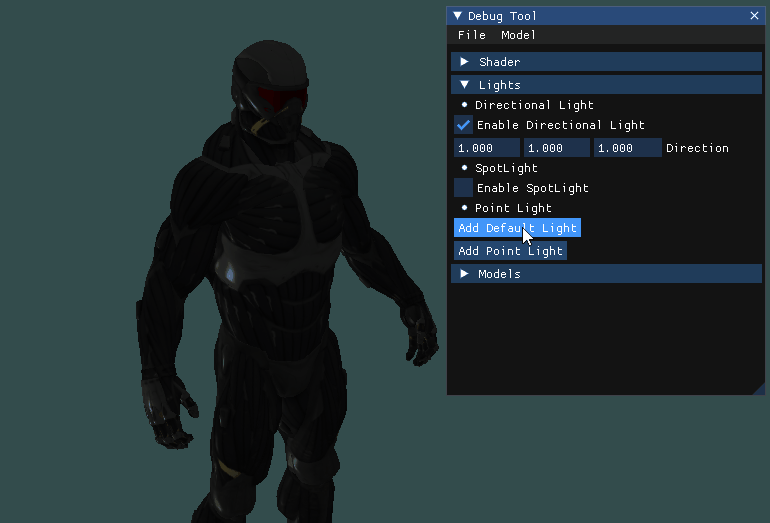 Debug Tool
File Model
Shader
Lights
Directional Light
Enable Directional Light
1.000 1.000 1.000 Direction
SpotLight
Enable SpotLight
Point Light
Add Default Light
Add Point Light
Models